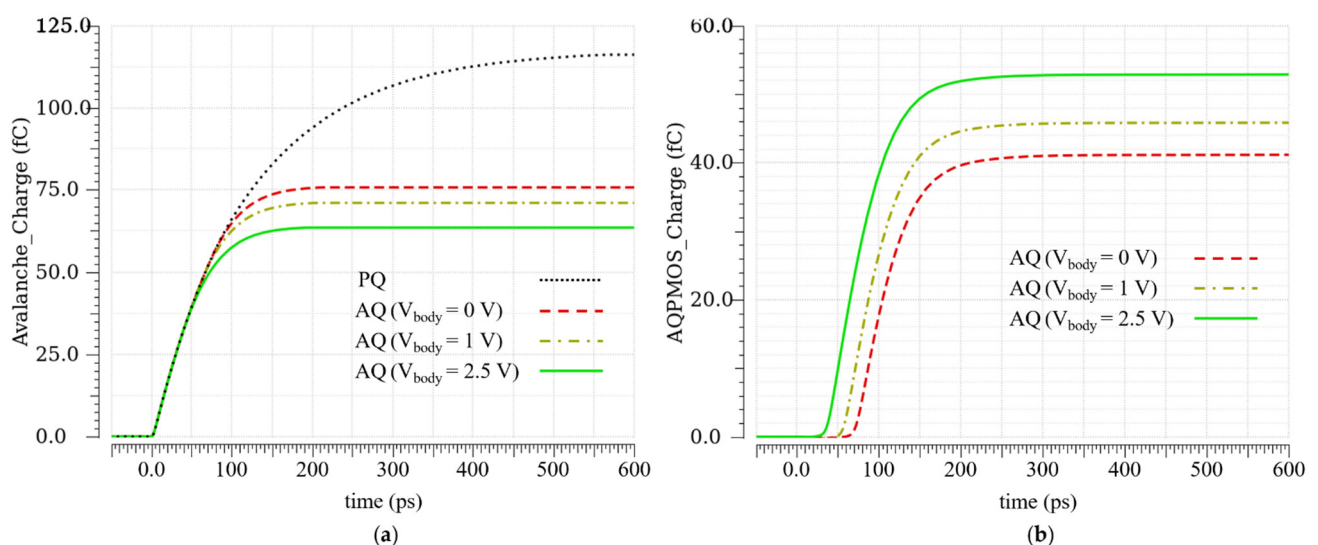 125.0
100.0
75.0
50.0
25.0
0.0
Avalanche_Charge (fC)
PQ
AQ (Vbody = 0 V)
AQ (Vbody = 1 V)
AQ (Vbody = 2.5 V)
0.0 100 200 300 400 500 600
time (ps)
(a)
60.0
40.0
20.0
0.0
AQPMOS_Charge (fC)
AQ (Vbody = 0 V)
AQ (Vbody = 1 V)
AQ (Vbody = 2.5 V)
0.0 100 200 300 400 500 600
time (ps)
(b)